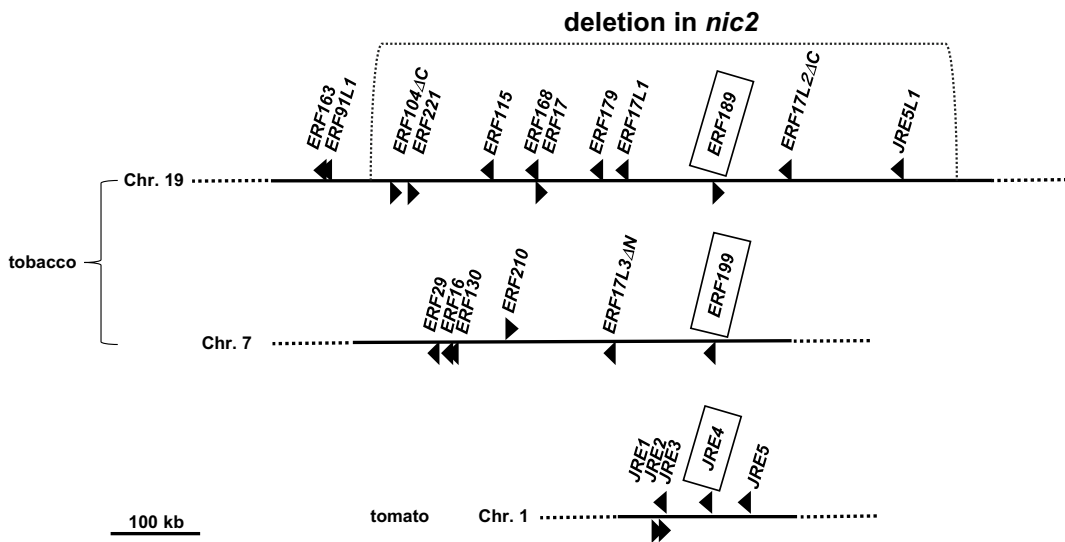 deletion in nic2
ERF163
ERF91L1
ERF104ΔC
ERF221
ERF115
ERF168
ERF17
ERF179
ERF17L1
ERF189
ERF17L2ΔC
JRE5L1
Chr. 19
tobacco
ERF29
ERF16
ERF130
ERF210
ERF17L3ΔN
ERF199
Chr. 7
JRE1
JRE2
JRE3
JRE4
JRE5
100 kb
tomato
Chr. 1